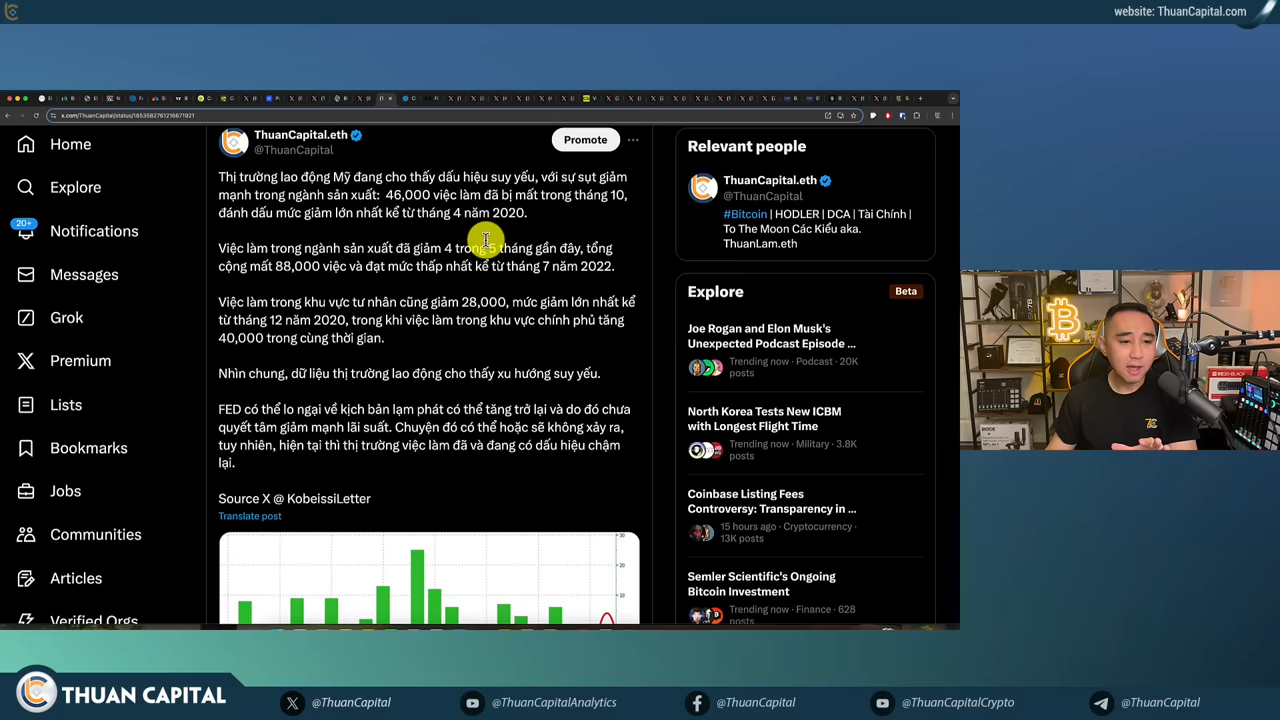 website: ThuanCapital.com
x.com/ThuanCapital/status/1853582761216671921
Home
Explore
20+
Notifications
Messages
Grok
Premium
Lists
Bookmarks
Jobs
Communities
Articles
Verified Orgs
ThuanCapital.eth
@ThuanCapital
Promote
Thị trường lao động Mỹ đang cho thấy dấu hiệu suy yếu, với sự sụt giảm
mạnh trong ngành sản xuất: 46,000 việc làm đã bị mất trong tháng 10,
đánh dấu mức giảm lớn nhất kể từ tháng 4 năm 2020.
Việc làm trong ngành sản xuất đã giảm 4 trong 5 tháng gần đây, tổng
cộng mất 88,000 việc và đạt mức thấp nhất kể từ tháng 7 năm 2022.
Việc làm trong khu vực tư nhân cũng giảm 28,000, mức giảm lớn nhất kể
từ tháng 12 năm 2020, trong khi việc làm trong khu vực chính phủ tăng
40,000 trong cùng thời gian.
Nhìn chung, dữ liệu thị trường lao động cho thấy xu hướng suy yếu.
FED có thể lo ngại về kịch bản lạm phát có thể tăng trở lại và do đó chưa
quyết tâm giảm mạnh lãi suất. Chuyện đó có thể hoặc sẽ không xảy ra,
tuy nhiên, hiện tại thì thị trường việc làm đã và đang có dấu hiệu chậm
lại.
Source X @ KobeissiLetter
Translate post
30
20
10
Relevant people
ThuanCapital.eth
@ThuanCapital
#Bitcoin | HODLER | DCA | Tài Chính |
To The Moon Các Kiểu aka.
ThuanLam.eth
Explore
Beta
Joe Rogan and Elon Musk's
Unexpected Podcast Episode ...
Trending now · Podcast · 20K
posts
North Korea Tests New ICBM
with Longest Flight Time
Trending now · Military · 3.8K
posts
Coinbase Listing Fees
Controversy: Transparency in ...
15 hours ago · Cryptocurrency ·
13K posts
Semler Scientific's Ongoing
Bitcoin Investment
Trending now · Finance · 628
posts
THUAN CAPITAL
@ThuanCapital
@ThuanCapitalAnalytics
@ThuanCapital
@ThuanCapitalCrypto
@ThuanCapital